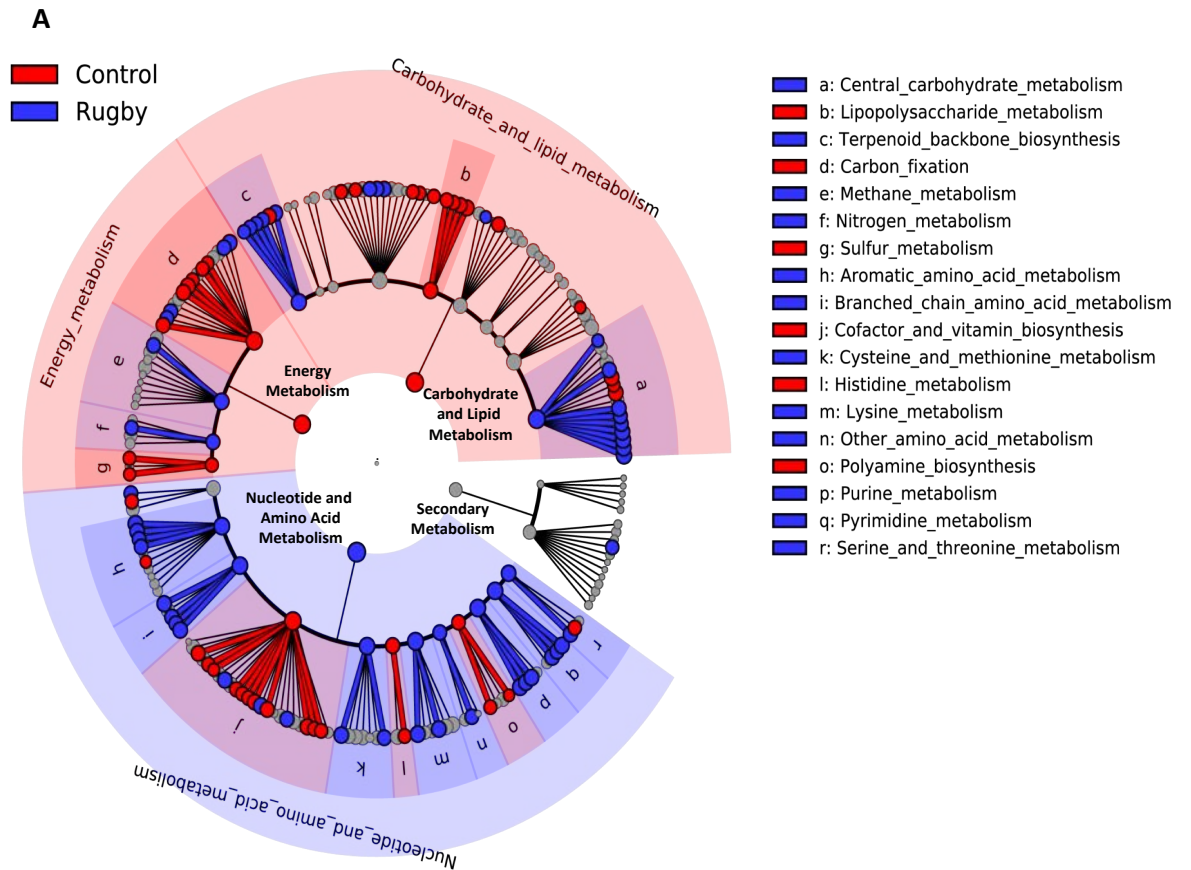 A
Control
Rugby
Carbohydrate_and_lipid_metabolism
Energy_metabolism
Nucleotide_and_amino_acid_metabolism
a
b
c
d
e
f
g
h
i
j
k
l
m
n
o
p
q
r
Energy
Metabolism
Carbohydrate
and Lipid
Metabolism
Nucleotide and
Amino Acid
Metabolism
Secondary
Metabolism
a: Central_carbohydrate_metabolism
b: Lipopolysaccharide_metabolism
c: Terpenoid_backbone_biosynthesis
d: Carbon_fixation
e: Methane_metabolism
f: Nitrogen_metabolism
g: Sulfur_metabolism
h: Aromatic_amino_acid_metabolism
i: Branched_chain_amino_acid_metabolism
j: Cofactor_and_vitamin_biosynthesis
k: Cysteine_and_methionine_metabolism
l: Histidine_metabolism
m: Lysine_metabolism
n: Other_amino_acid_metabolism
o: Polyamine_biosynthesis
p: Purine_metabolism
q: Pyrimidine_metabolism
r: Serine_and_threonine_metabolism